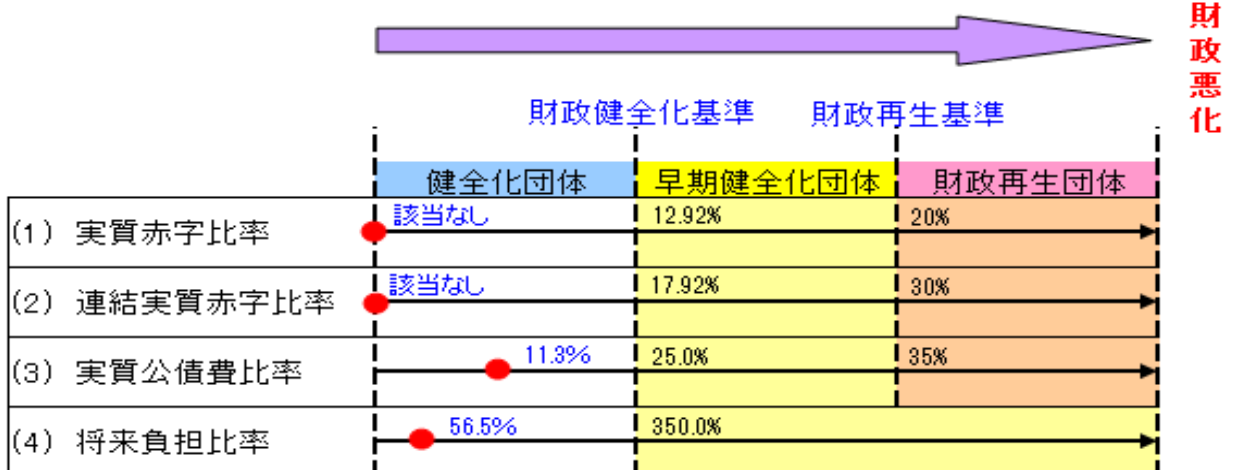 財政悪化
財政健全化基準 財政再生基準
健全化団体 早期健全化団体 財政再生団体
(1) 実質赤字比率 該当なし 12.92% 20%
(2) 連結実質赤字比率 該当なし 17.92% 30%
(3) 実質公債費比率 11.3% 25.0% 35%
(4) 将来負担比率 56.5% 350.0%